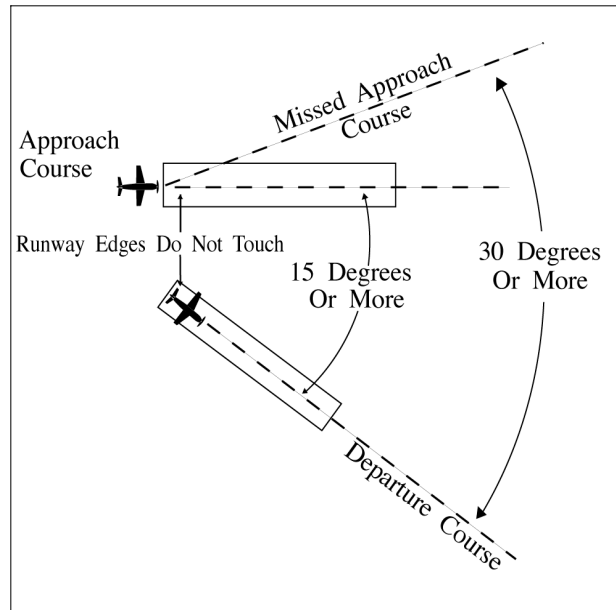 Missed Approach
Course
Approach
Course
Runway Edges Do Not Touch
15 Degrees
Or More
30 Degrees
Or More
Departure Course